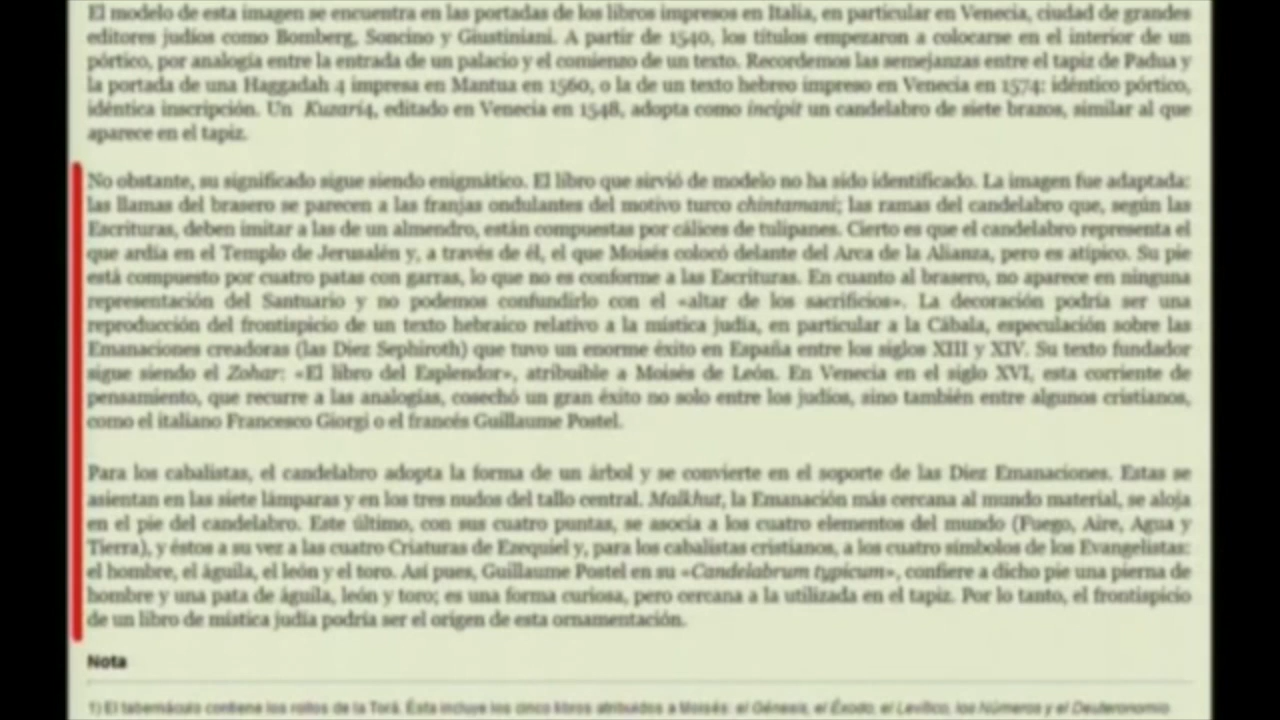 El modelo de esta imagen se encuentra en las portadas de los libros impresos en Italia, en particular en Venecia, ciudad de grandes
editores judíos como Bomberg, Soncino y Giustiniani. A partir de 1540, los títulos empezaron a colocarse en el interior de un
pórtico, por analogía entre la entrada de un palacio y el comienzo de un texto. Recordemos las semejanzas entre el tapiz de Padua y
la portada de una Haggadah 4 impresa en Mantua en 1560, o la de un texto hebreo impreso en Venecia en 1574: idéntico pórtico,
idéntica inscripción. Un Kuzari4, editado en Venecia en 1548, adopta como incipit un candelabro de siete brazos, similar al que
aparece en el tapiz.
No obstante, su significado sigue siendo enigmático. El libro que sirvió de modelo no ha sido identificado. La imagen fue adaptada:
las llamas del brasero se parecen a las franjas ondulantes del motivo turco chintamani; las ramas del candelabro que, según las
Escrituras, deben imitar a las de un almendro, están compuestas por cálices de tulipanes. Cierto es que el candelabro representa el
que ardía en el Templo de Jerusalén y, a través de él, el que Moisés colocó delante del Arca de la Alianza, pero es atípico. Su pie
está compuesto por cuatro patas con garras, lo que no es conforme a las Escrituras. En cuanto al brasero, no aparece en ninguna
representación del Santuario y no podemos confundirlo con el «altar de los sacrificios». La decoración podría ser una
reproducción del frontispicio de un texto hebraico relativo a la mística judía, en particular a la Cábala, especulación sobre las
Emanaciones creadoras (las Diez Sephiroth) que tuvo un enorme éxito en España entre los siglos XIII y XIV. Su texto fundador
sigue siendo el Zohar: «El libro del Esplendor», atribuible a Moisés de León. En Venecia en el siglo XVI, esta corriente de
pensamiento, que recurre a las analogías, cosechó un gran éxito no solo entre los judíos, sino también entre algunos cristianos,
como el italiano Francesco Giorgi o el francés Guillaume Postel.
Para los cabalistas, el candelabro adopta la forma de un árbol y se convierte en el soporte de las Diez Emanaciones. Estas se
asientan en las siete lámparas y en los tres nudos del tallo central. Malkhut, la Emanación más cercana al mundo material, se aloja
en el pie del candelabro. Este último, con sus cuatro puntas, se asocia a los cuatro elementos del mundo (Fuego, Aire, Agua y
Tierra), y éstos a su vez a las cuatro Criaturas de Ezequiel y, para los cabalistas cristianos, a los cuatro símbolos de los Evangelistas:
el hombre, el águila, el león y el toro. Así pues, Guillaume Postel en su «Candelabrum typicum», confiere a dicho pie una pierna de
hombre y una pata de águila, león y toro; es una forma curiosa, pero cercana a la utilizada en el tapiz. Por lo tanto, el frontispicio
de un libro de mística judía podría ser el origen de esta ornamentación.
Nota
1) El tabernáculo contiene los rollos de la Torá. Ésta incluye los cinco libros atribuidos a Moisés: el Génesis, el Éxodo, el Levítico, los Números y el Deuteronomio